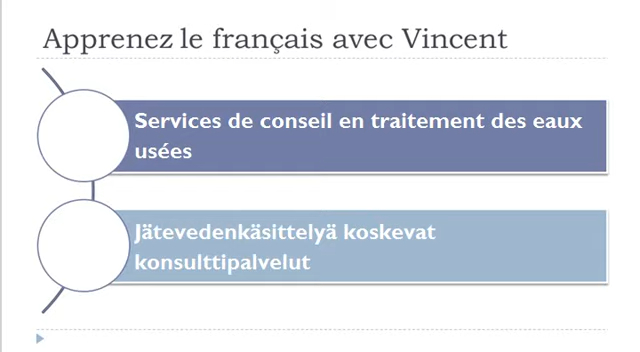 Apprenez le français avec Vincent
Services de conseil en traitement des eaux
usées
Jätevedenkäsittelyä koskevat
konsulttipalvelut